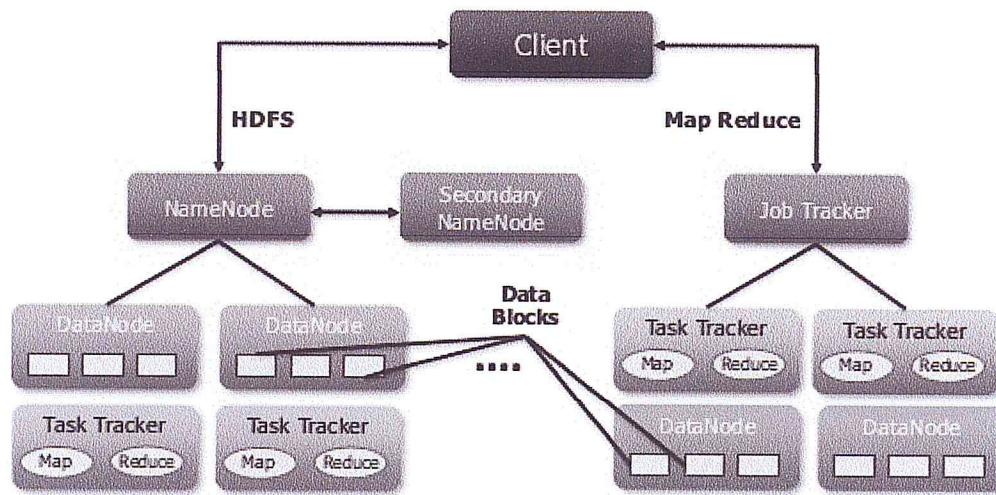 Client
HDFS
Map Reduce
NameNode
Secondary
NameNode
Job Tracker
Data
Blocks
DataNode
DataNode
....
Task Tracker
Map
Reduce
Task Tracker
Map
Reduce
Task Tracker
Map
Reduce
Task Tracker
Map
Reduce
DataNode
DataNode